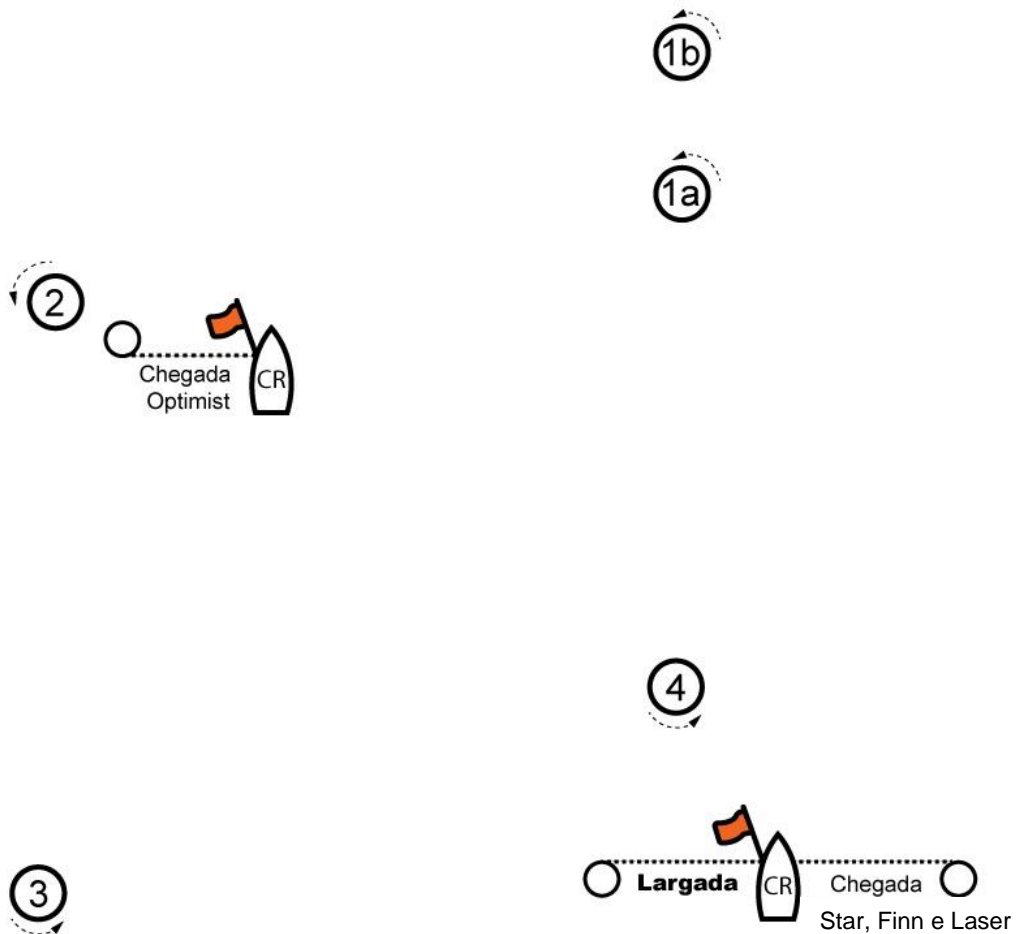 1b
1a
2
Chegada
Optimist
CR
4
3
Largada
CR
Chegada
Star, Finn e Laser